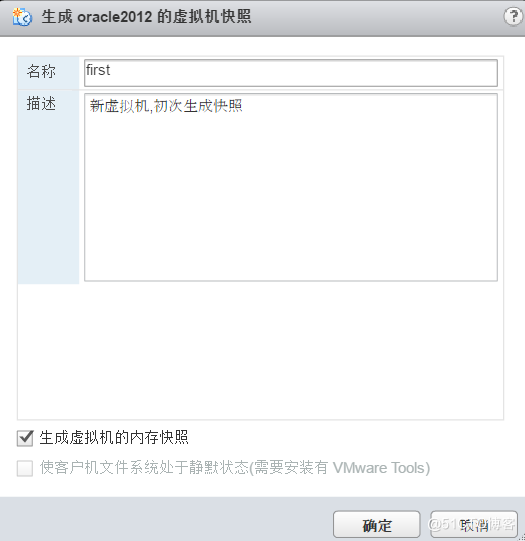 生成 oracle2012 的虚拟机快照
?
名称
first
描述
新虚拟机,初次生成快照
生成虚拟机的内存快照
使客户机文件系统处于静默状态(需要安装有 VMware Tools)
确定
取消
@51CTO博客